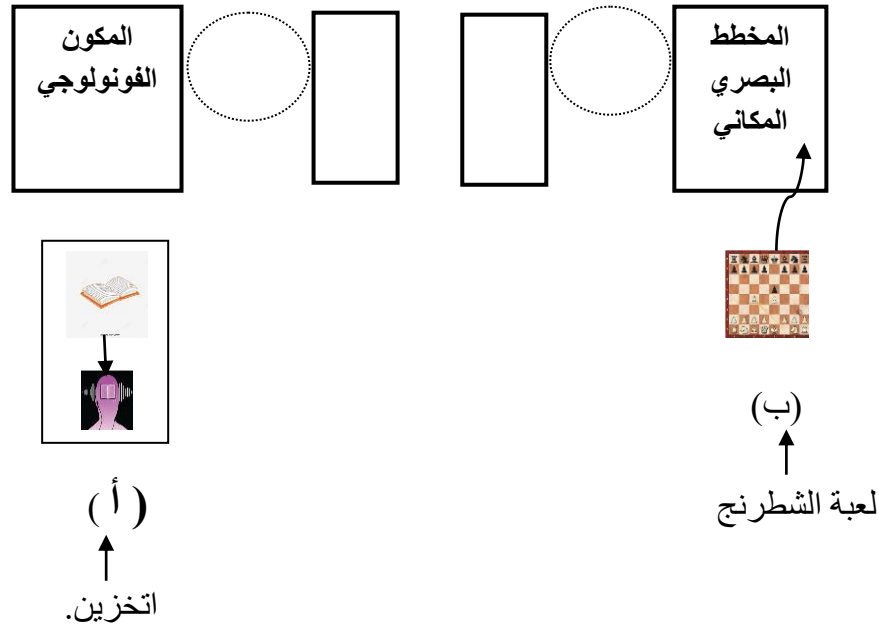 المخطط
البصري
المكاني
المكون
الفونولوجي
(ب)
لعبة الشطرنج
( أ )
اتخزين.